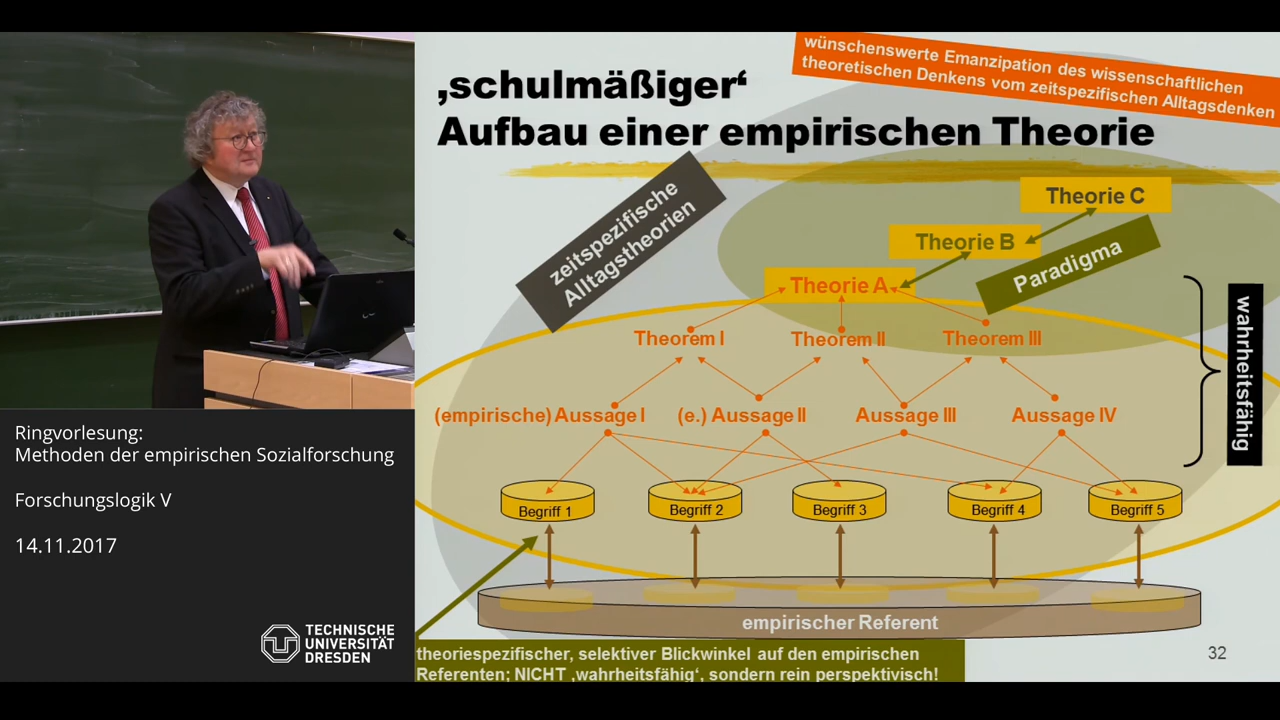 wünschenswerte Emanzipation des wissenschaftlichen
theoretischen Denkens vom zeitspezifischen Alltagsdenken
‚schulmäßiger‘
Aufbau einer empirischen Theorie
zeitspezifische
Alltagstheorien
Theorie C
Theorie B
Paradigma
Theorie A
Theorem I
Theorem II
Theorem III
wahrheitsfähig
(empirische) Aussage I
(e.) Aussage II
Aussage III
Aussage IV
Begriff 1
Begriff 2
Begriff 3
Begriff 4
Begriff 5
empirischer Referent
theoriespezifischer, selektiver Blickwinkel auf den empirischen
Referenten; NICHT ‚wahrheitsfähig‘, sondern rein perspektivisch!
32
Ringvorlesung:
Methoden der empirischen Sozialforschung
Forschungslogik V
14.11.2017
TECHNISCHE
UNIVERSITÄT
DRESDEN